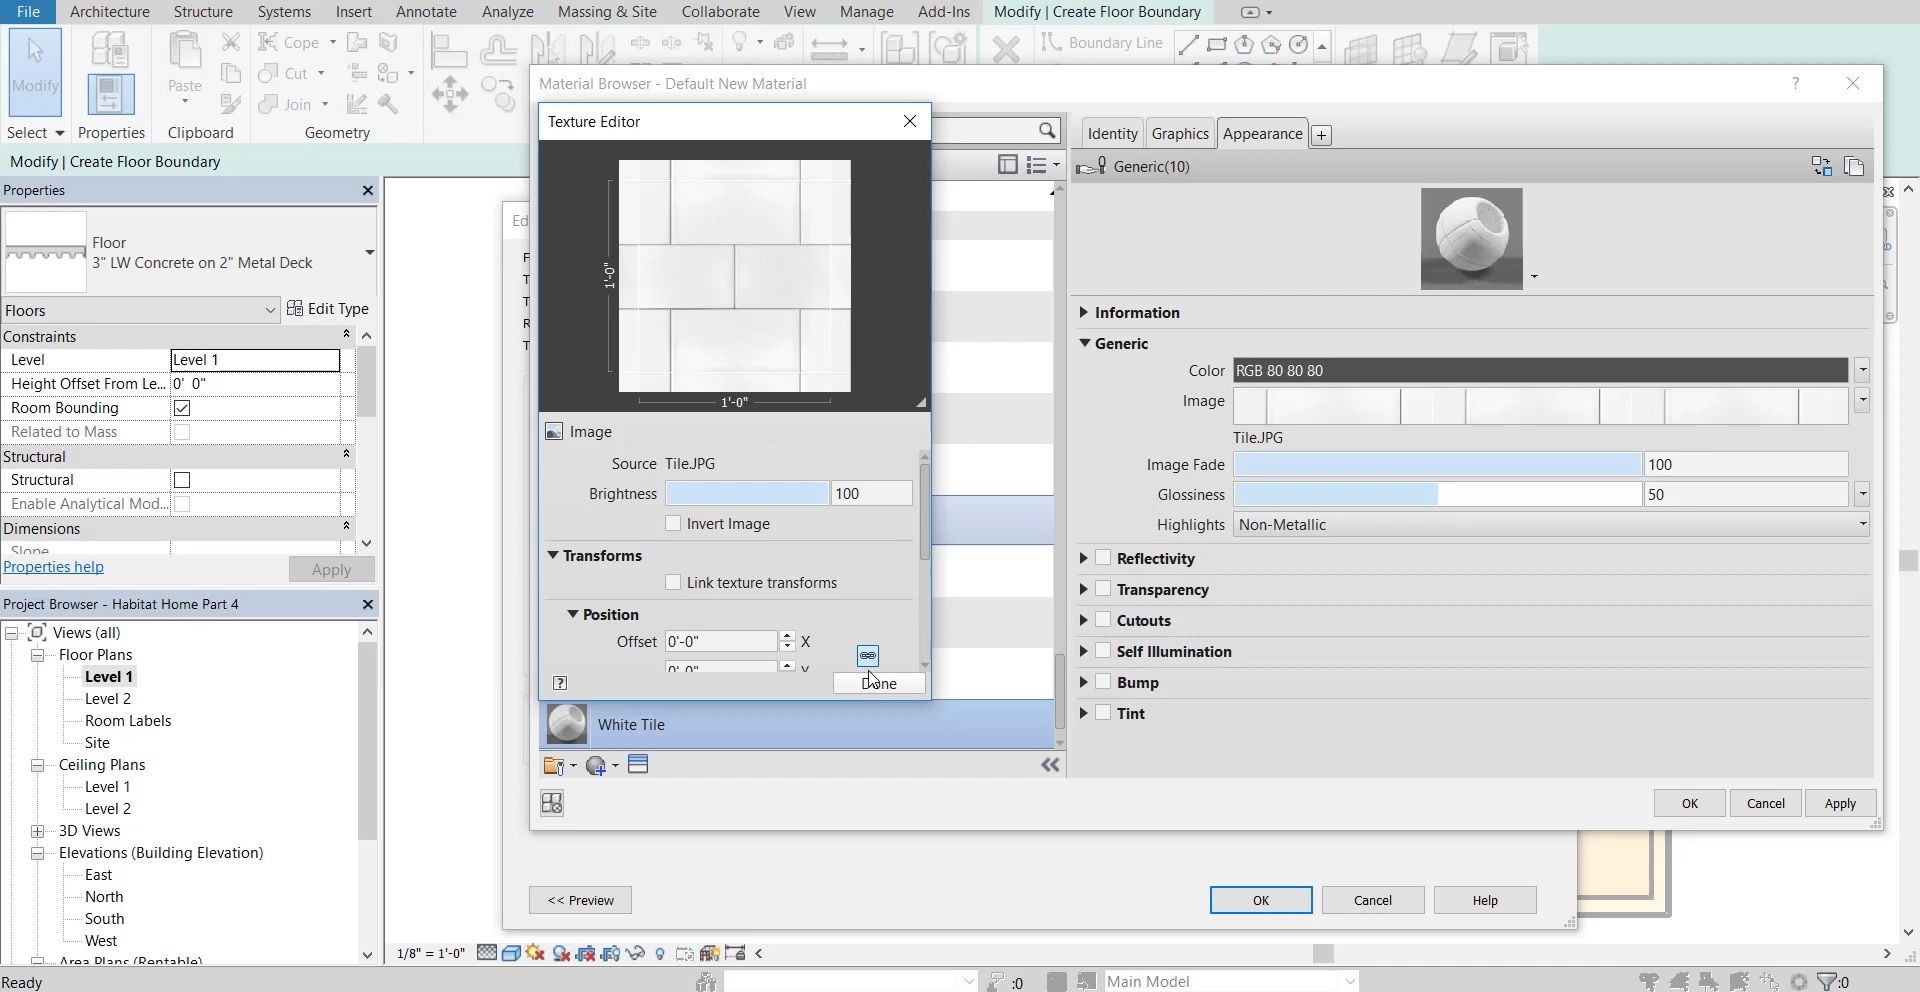 File Architecture Structure Systems Insert Annotate Analyze Massing & Site Collaborate View Manage Add-Ins Modify | Create Floor Boundary
Modify Paste Cope Cut Join Boundary Line
Select Properties Clipboard Geometry
Modify | Create Floor Boundary
Properties
Floor
3" LW Concrete on 2" Metal Deck
Floors Edit Type
Constraints
Level Level 1
Height Offset From Le... 0' 0"
Room Bounding
Related to Mass
Structural
Structural
Enable Analytical Mod...
Dimensions
Slope
Properties help Apply
Project Browser - Habitat Home Part 4
Views (all)
Floor Plans
Level 1
Level 2
Room Labels
Site
Ceiling Plans
Level 1
Level 2
3D Views
Elevations (Building Elevation)
East
North
South
West
Area Plans (Rentable)
Ready
Material Browser - Default New Material
?
Texture Editor
1'-0"
1'-0"
Image
Source Tile.JPG
Brightness 100
Invert Image
Transforms
Link texture transforms
Position
Offset 0'-0" X
0'-0" Y
? Done
White Tile
Identity Graphics Appearance +
Generic(10)
Information
Generic
Color RGB 80 80 80
Image
Tile.JPG
Image Fade 100
Glossiness 50
Highlights Non-Metallic
Reflectivity
Transparency
Cutouts
Self Illumination
Bump
Tint
OK Cancel Apply
<< Preview OK Cancel Help
1/8" = 1'-0"
:0 Main Model :0